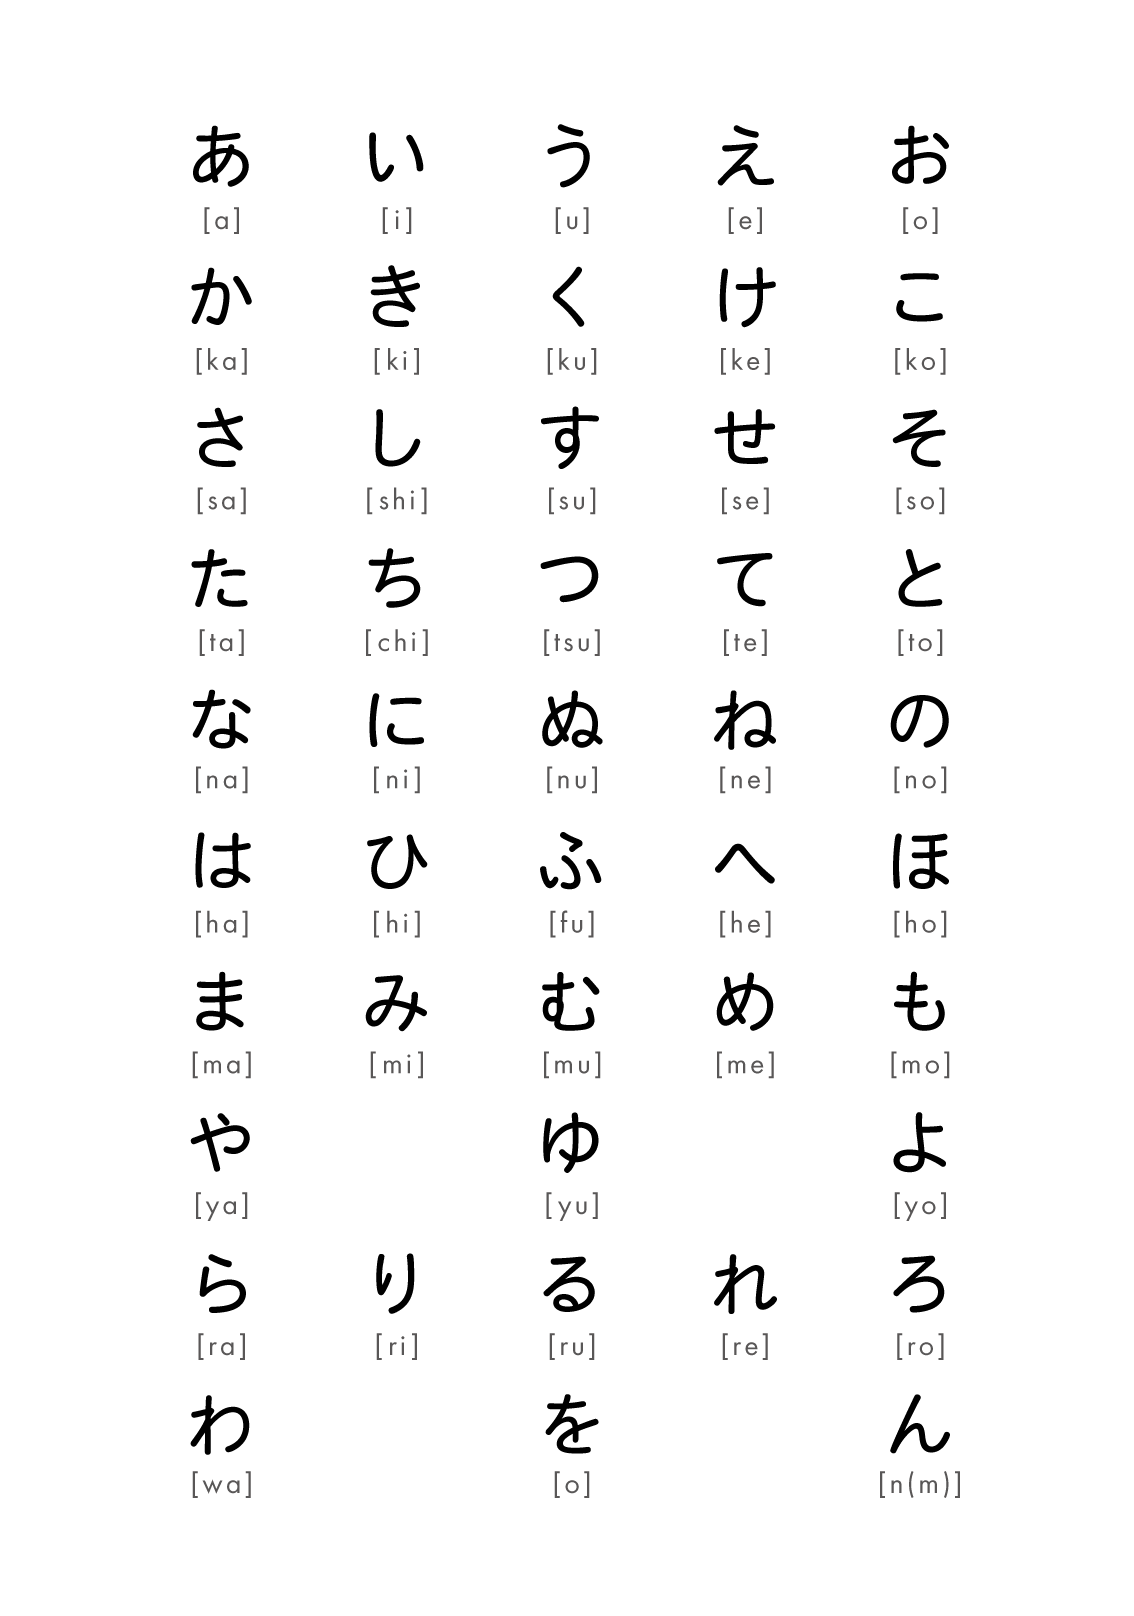 あ い う え お
[a] [i] [u] [e] [o]
か き く け こ
[ka] [ki] [ku] [ke] [ko]
さ し す せ そ
[sa] [shi] [su] [se] [so]
た ち つ て と
[ta] [chi] [tsu] [te] [to]
な に ぬ ね の
[na] [ni] [nu] [ne] [no]
は ひ ふ へ ほ
[ha] [hi] [fu] [he] [ho]
ま み む め も
[ma] [mi] [mu] [me] [mo]
や ゆ よ
[ya] [yu] [yo]
ら り る れ ろ
[ra] [ri] [ru] [re] [ro]
わ を ん
[wa] [o] [n(m)]